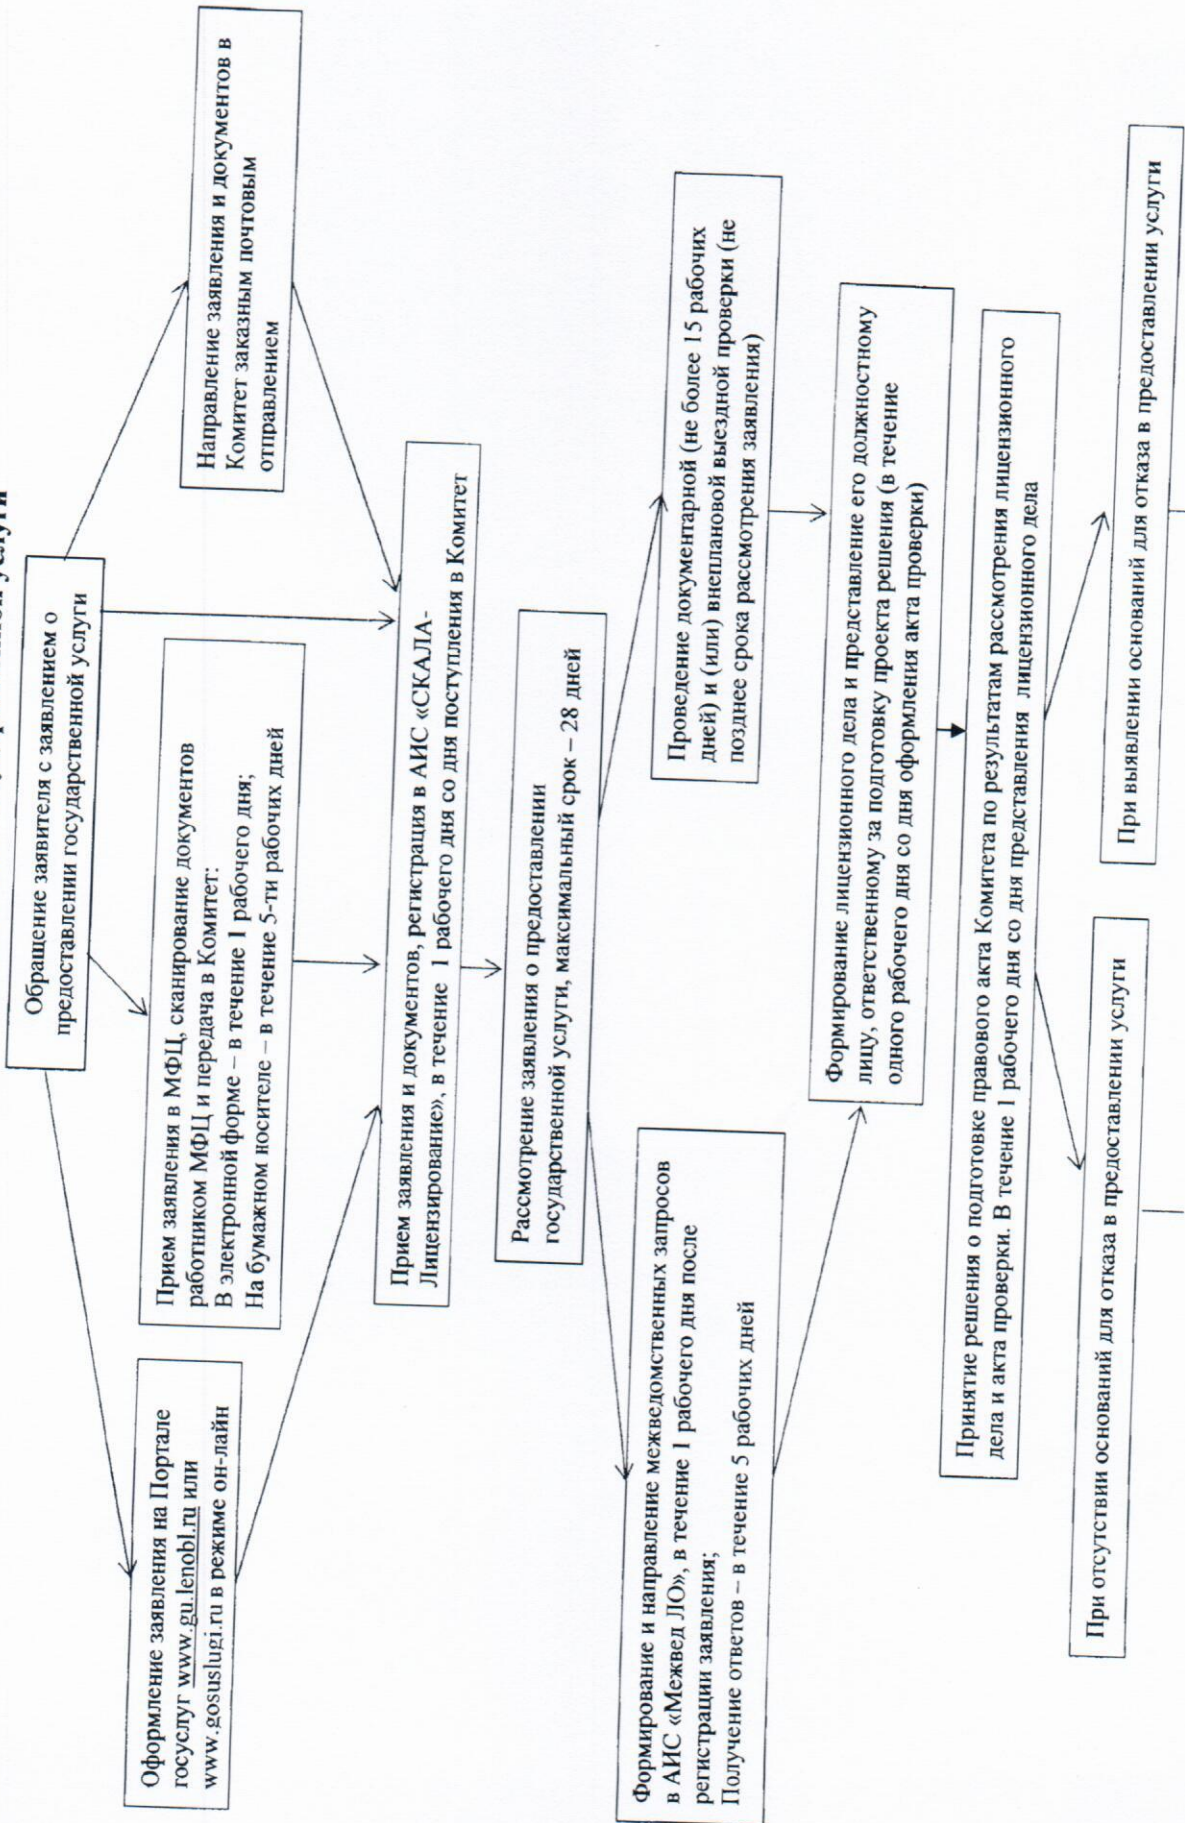 услуги
Обращение заявителя с заявлением о
предоставлении государственной услуги
Оформление заявления на Портале
госуслуг www.gu.lenobl.ru или
www.gosuslugi.ru в режиме он-лайн
Прием заявления в МФЦ, сканирование документов
работником МФЦ и передача в Комитет:
В электронной форме – в течение 1 рабочего дня;
На бумажном носителе – в течение 5-ти рабочих дней
Направление заявления и документов в
Комитет заказным почтовым
отправлением
Прием заявления и документов, регистрация в АИС «СКАЛА-
Лицензирование», в течение 1 рабочего дня со дня поступления в Комитет
Рассмотрение заявления о предоставлении
государственной услуги, максимальный срок – 28 дней
Формирование и направление межведомственных запросов
в АИС «Межвед ЛО», в течение 1 рабочего дня после
регистрации заявления;
Получение ответов – в течение 5 рабочих дней
Проведение документарной (не более 15 рабочих
дней) и (или) внеплановой выездной проверки (не
позднее срока рассмотрения заявления)
Формирование лицензионного дела и представление его должностному
лицу, ответственному за подготовку проекта решения (в течение
одного рабочего дня со дня оформления акта проверки)
Принятие решения о подготовке правового акта Комитета по результатам рассмотрения лицензионного
дела и акта проверки. В течение 1 рабочего дня со дня представления лицензионного дела
При отсутствии оснований для отказа в предоставлении услуги
При выявлении оснований для отказа в предоставлении услуги